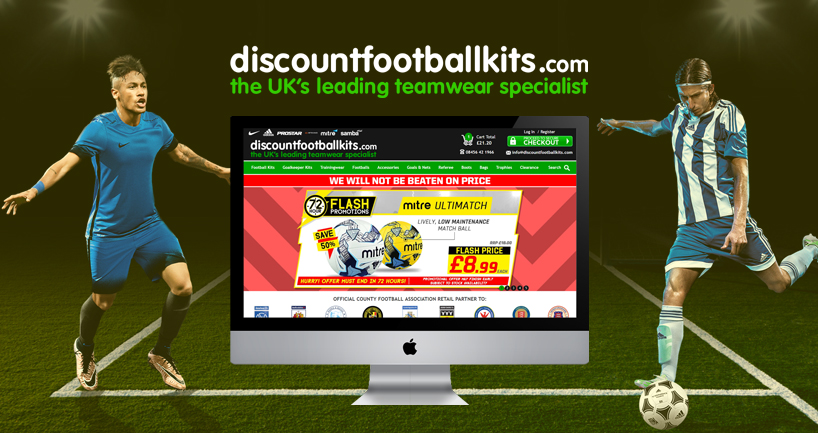 discountfootballkits.com
the UK's leading teamwear specialist
PROSTAR mitre samba
Cart Total
£21.20
Log In / Register
CHECKOUT
discountfootballkits.com
the UK's leading teamwear specialist
08456 42 1966
info@discountfootballkits.com
Football Kits Goalkeeper Kits Trainingwear Footballs Accessories Goals & Nets Referee Boots Bags Trophies Clearance Search
WE WILL NOT BE BEATEN ON PRICE
72 FLASH
PROMOTIONS
mitre ULTIMATCH
LIVELY, LOW MAINTENANCE
MATCH BALL
SAVE
50%
mitre
mitre
FLASH PRICE
£8.99 EACH
HURRY! OFFER MUST END IN 72 HOURS!
PROMOTIONAL OFFER MAY FINISH EARLY
SUBJECT TO STOCK AVAILABILITY
OFFICIAL COUNTY FOOTBALL ASSOCIATION RETAIL PARTNER TO: